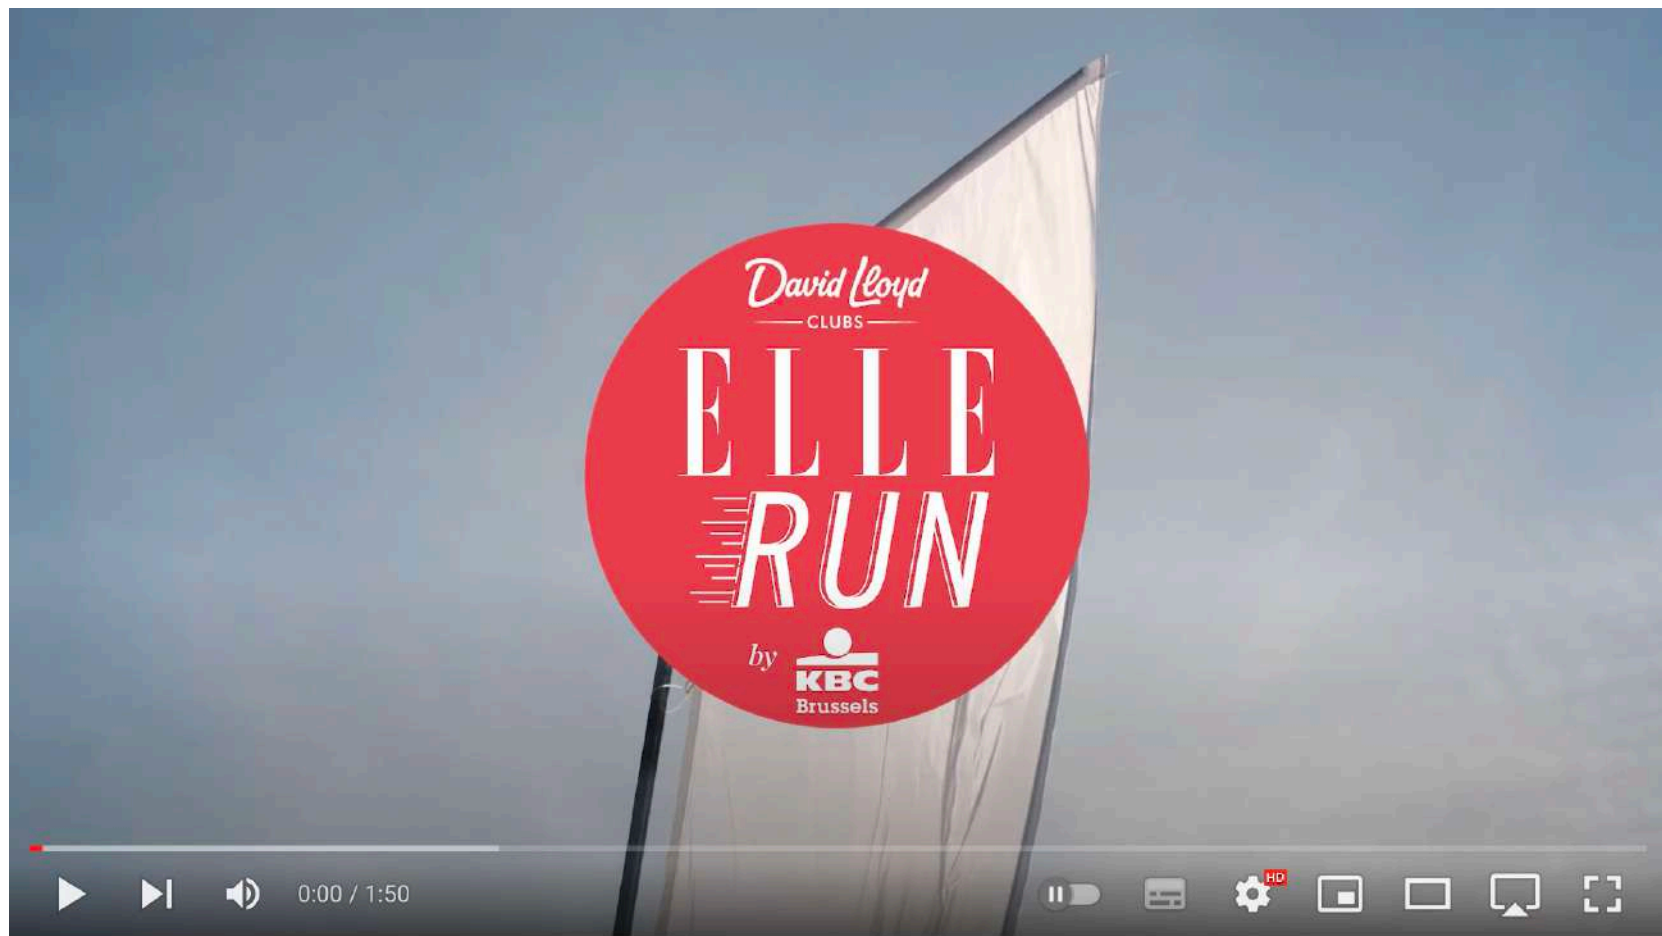 David Lloyd
CLUBS
ELLE
RUN
by KBC
Brussels
0:00 / 1:50
HD